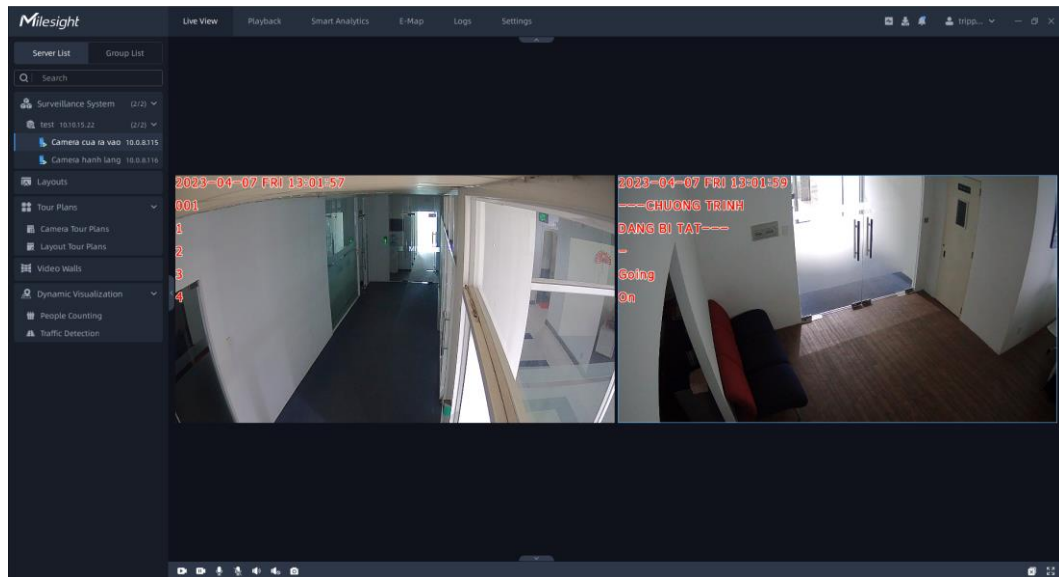 Milesight
Live View Playback Smart Analytics E-Map Logs Settings
tripp...
Server List Group List
Search
Surveillance System (2/2)
test 10.10.15.22 (2/2)
Camera cua ra vao 10.0.8.115
Camera hanh lang 10.0.8.116
Layouts
Tour Plans
Camera Tour Plans
Layout Tour Plans
Video Walls
Dynamic Visualization
People Counting
Traffic Detection
2023-04-07 FRI 13:01:57
001
1
2
3
4
2023-04-07 FRI 13:01:59
---CHUONG TRINH
DANG BI TAT---
-
Going
On